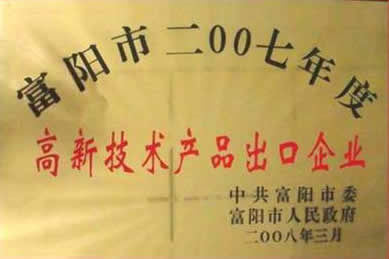 富阳市二00七年度
高新技术产品出口企业
中共富阳市委
富阳市人民政府
二00八年三月